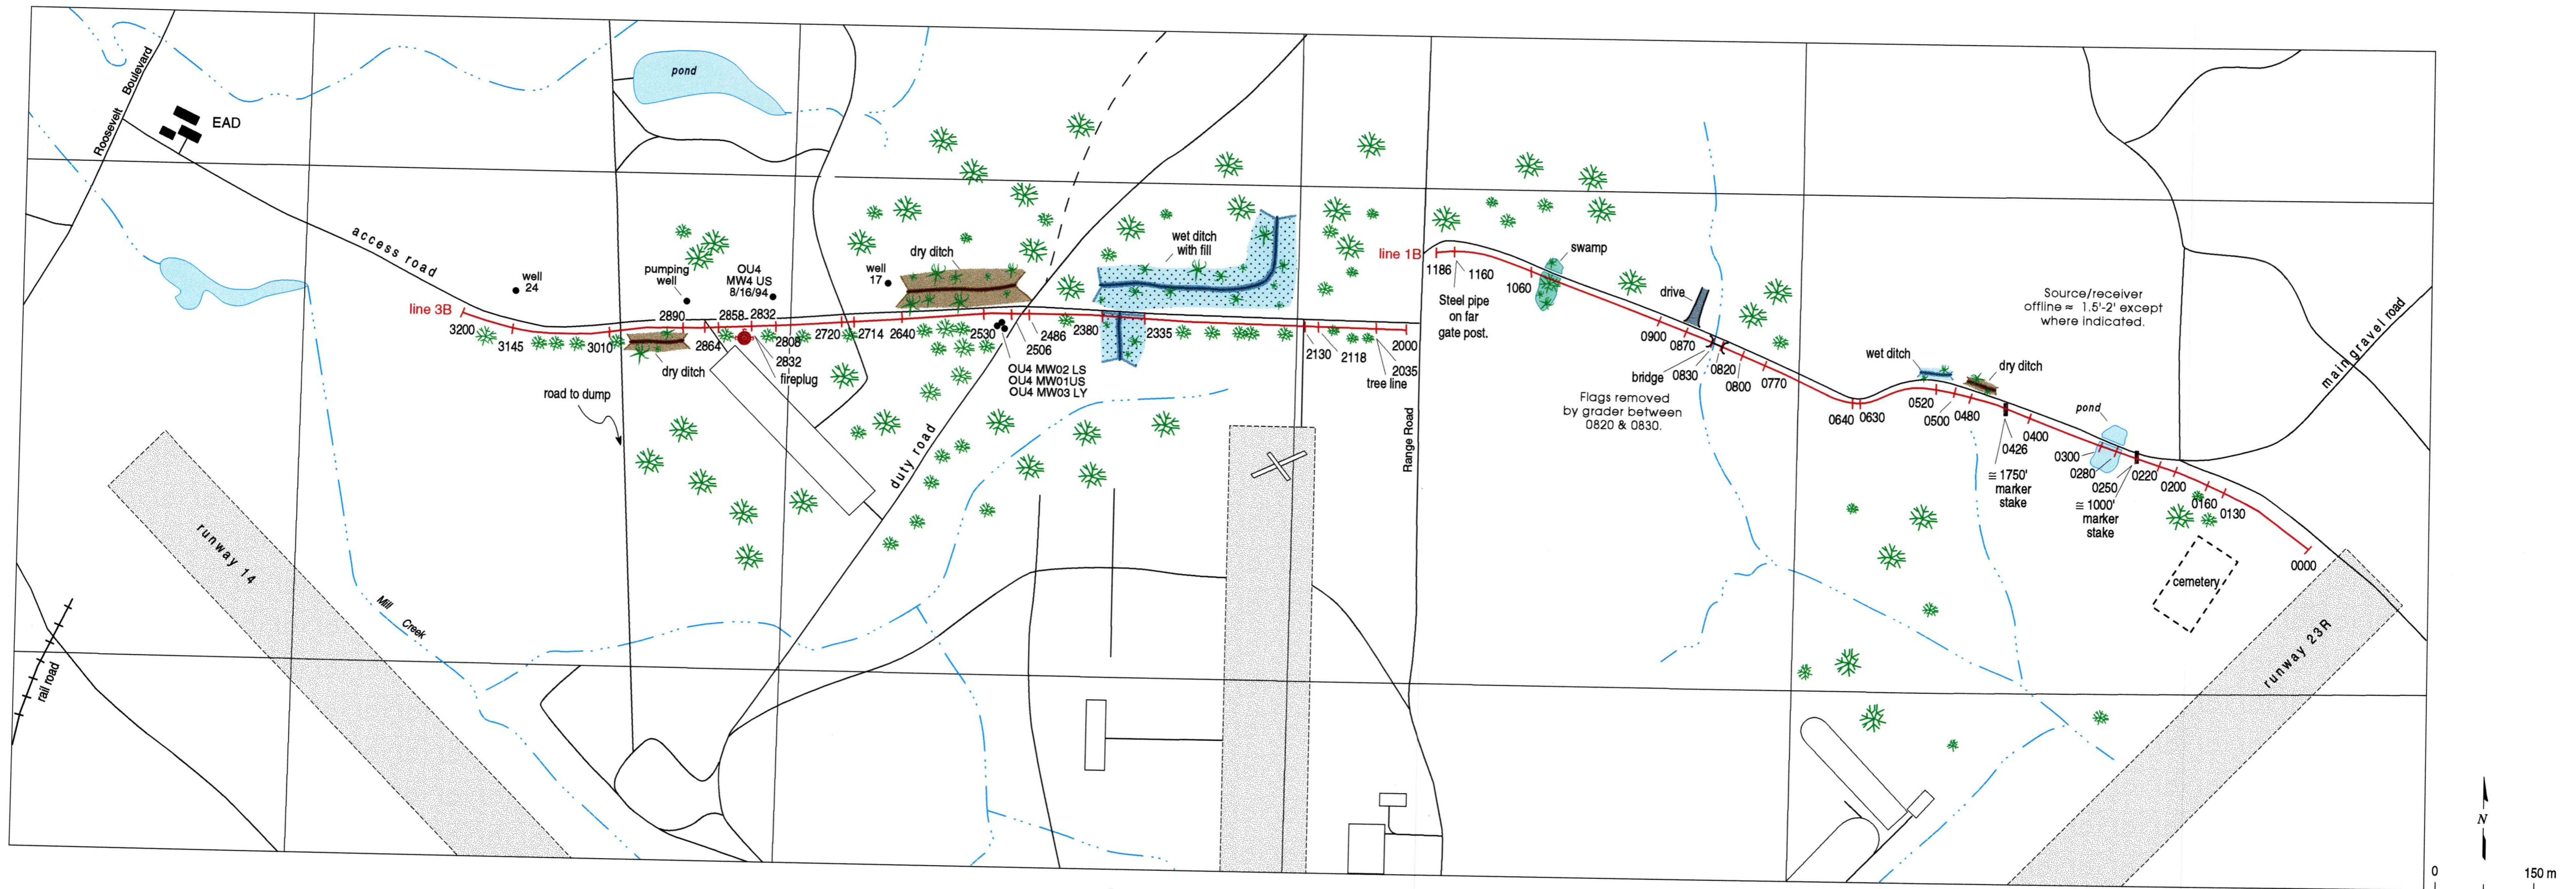 Roosevelt Boulevard
EAD
access road
well
24
line 3B
3200
3145
3010
2890
2864
2858
2832
2808
2832
fireplug
2720
2714
2640
2530
2506
2486
2380
2335
2130
2118
2035
2000
tree line
pond
pumping
well
OU4
MW4 US
8/16/94
well
17
dry ditch
dry ditch
wet ditch
with fill
OU4 MW02 LS
OU4 MW01US
OU4 MW03 LY
road to dump
duty road
Range Road
runway 14
Mill Creek
rail road
line 1B
1186
1160
1060
Steel pipe
on far
gate post.
swamp
drive
0900
0870
bridge
0830
0820
0800
0770
Flags removed
by grader between
0820 & 0830.
0640
0630
wet ditch
dry ditch
0520
0500
0480
0426
≅ 1750'
marker
stake
0400
pond
0300
0280
0250
≅ 1000'
marker
stake
0220
0200
0160
0130
0000
Source/receiver
offline ≈ 1.5'-2' except
where indicated.
main gravel road
cemetery
runway 23R
N
0
150 m